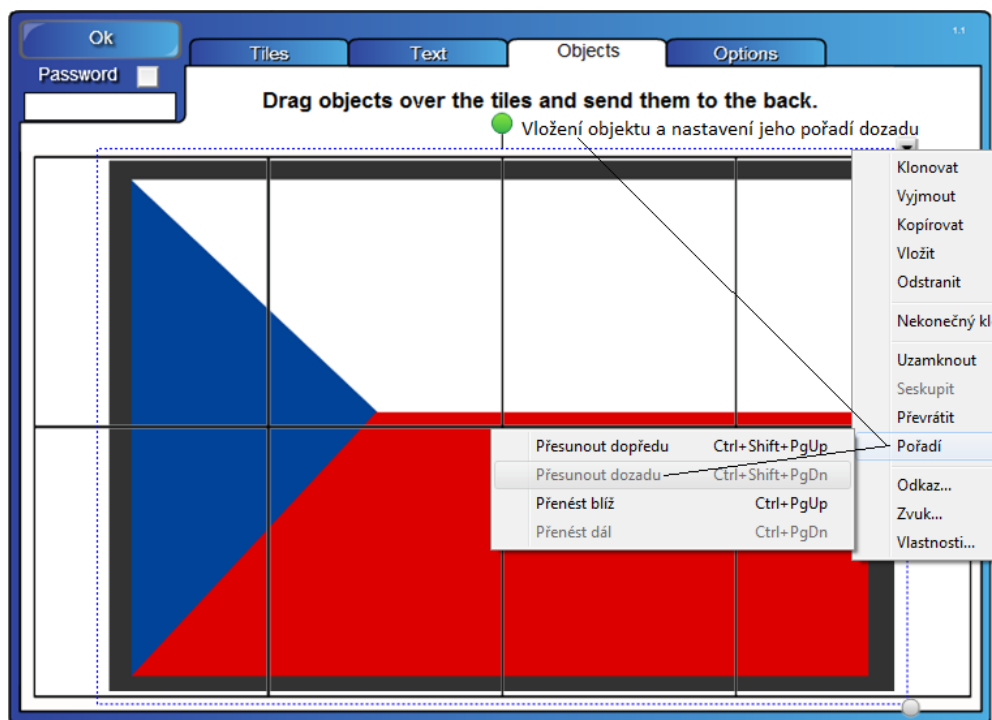 Ok
1.1
Tiles
Text
Objects
Options
Password
Drag objects over the tiles and send them to the back.
Vložení objektu a nastavení jeho pořadí dozadu
Klonovat
Vyjmout
Kopírovat
Vložit
Odstranit
Nekonečný kl
Uzamknout
Seskupit
Převrátit
Pořadí
Odkaz...
Zvuk...
Vlastnosti...
Přesunout dopředu Ctrl+Shift+PgUp
Přesunout dozadu Ctrl+Shift+PgDn
Přenést blíž Ctrl+PgUp
Přenést dál Ctrl+PgDn